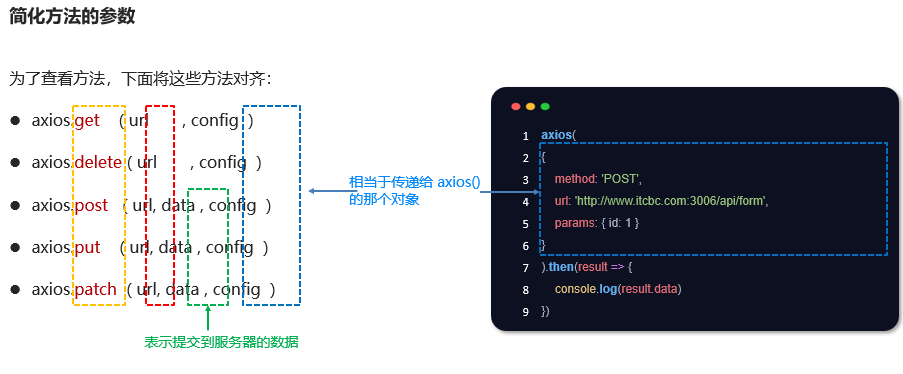 简化方法的参数
为了查看方法，下面将这些方法对齐：
● axios.get ( url , config )
● axios.delete ( url , config )
● axios.post ( url, data , config )
● axios.put ( url, data , config )
● axios.patch ( url, data , config )
表示提交到服务器的数据
相当于传递给 axios()
的那个对象
1 axios(
2 {
3 method: 'POST',
4 url: 'http://www.itcbc.com:3006/api/form',
5 params: { id: 1 }
6 }
7 ).then(result => {
8 console.log(result.data)
9 })